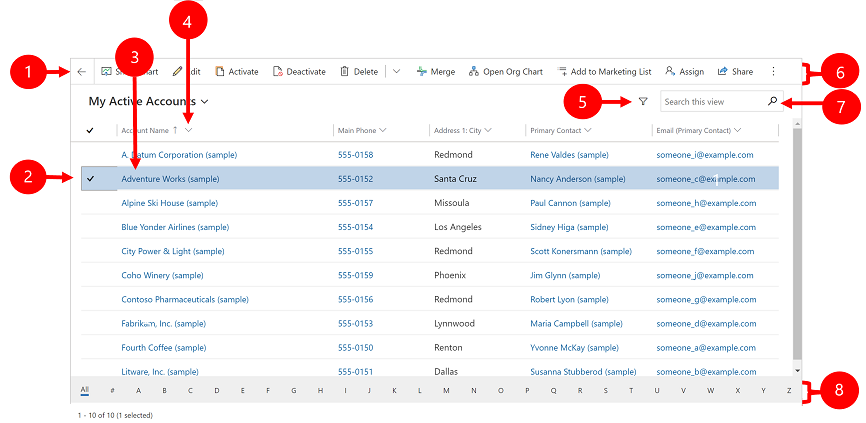 3 4
1 Show Chart Edit Activate Deactivate Delete Merge Open Org Chart Add to Marketing List Assign Share 6
My Active Accounts 5 Search this view 7
Account Name Main Phone Address 1: City Primary Contact Email (Primary Contact)
A. Datum Corporation (sample) 555-0158 Redmond Rene Valdes (sample) someone_i@example.com
2 Adventure Works (sample) 555-0152 Santa Cruz Nancy Anderson (sample) someone_c@example.com
Alpine Ski House (sample) 555-0157 Missoula Paul Cannon (sample) someone_h@example.com
Blue Yonder Airlines (sample) 555-0154 Los Angeles Sidney Higa (sample) someone_e@example.com
City Power & Light (sample) 555-0155 Redmond Scott Konersmann (sample) someone_f@example.com
Coho Winery (sample) 555-0159 Phoenix Jim Glynn (sample) someone_j@example.com
Contoso Pharmaceuticals (sample) 555-0156 Redmond Robert Lyon (sample) someone_g@example.com
Fabrikam, Inc. (sample) 555-0153 Lynnwood Maria Campbell (sample) someone_d@example.com
Fourth Coffee (sample) 555-0150 Renton Yvonne McKay (sample) someone_a@example.com
Litware, Inc. (sample) 555-0151 Dallas Susanna Stubberod (sample) someone_b@example.com
All # A B C D E F G H I J K L M N O P Q R S T U V W X Y Z 8
1 - 10 of 10 (1 selected)